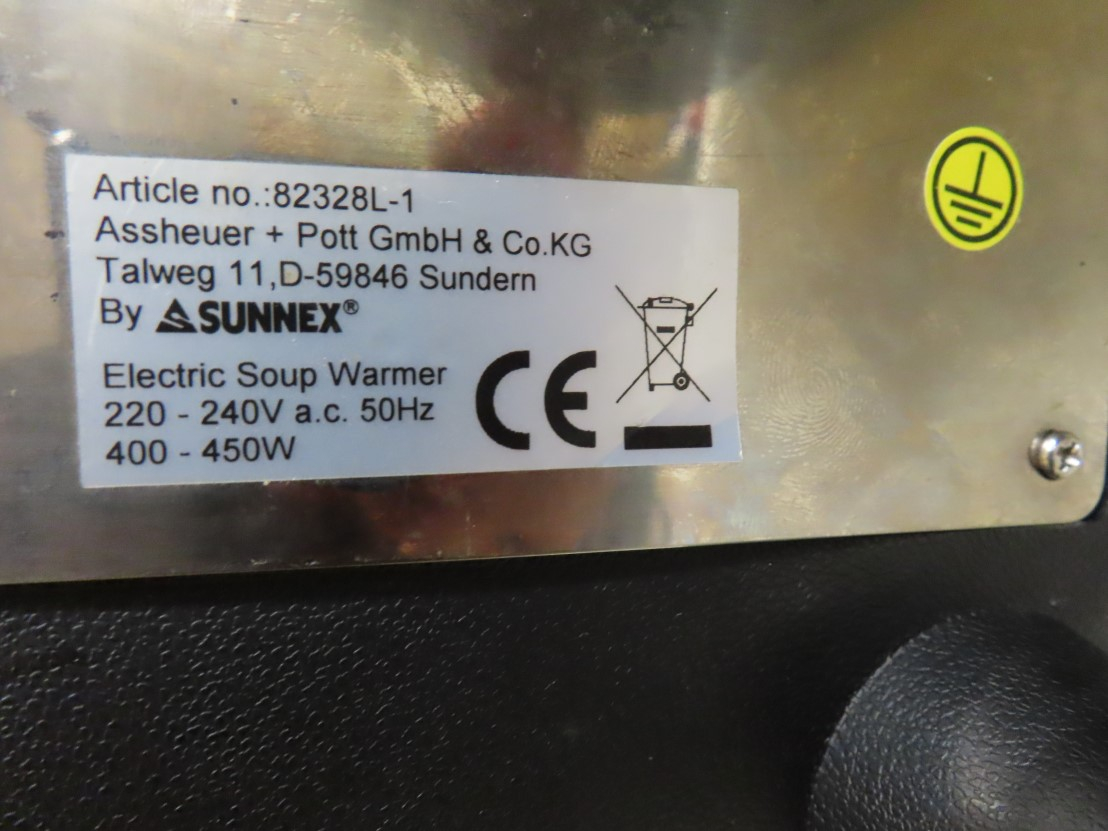 Article no.:82328L-1
Assheuer + Pott GmbH & Co.KG
Talweg 11,D-59846 Sundern
By SUNNEX®
Electric Soup Warmer
220 - 240V a.c. 50Hz
400 - 450W
CE